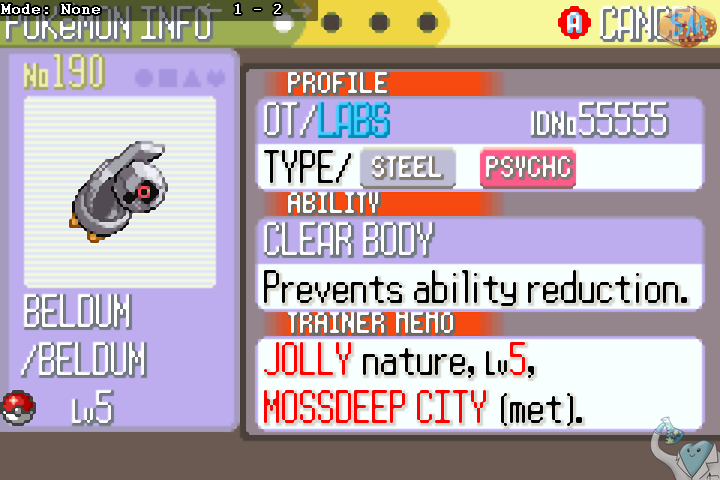 Mode: None
1 - 2
POKéMON INFO
A CANCEL
No190
BELDUM
/BELDUM
Lv5
PROFILE
OT/LABS
IDNo55555
TYPE/ STEEL PSYCHC
ABILITY
CLEAR BODY
Prevents ability reduction.
TRAINER MEMO
JOLLY nature, Lv5,
MOSSDEEP CITY (met).